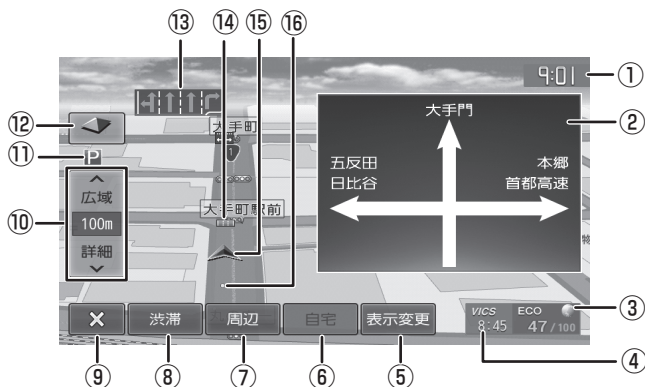 ⑬ ⑭ ⑮ ⑯
9:01 ①
大手門 ②
五反田
日比谷
本郷
首都高速
⑫
大手町
⑪ P
1
⑩
広域
100m
詳細
大手町駅前
VICS
8:45
ECO
47/100
③
④
× 渋滞 周辺 自宅 表示変更
⑨ ⑧ ⑦ ⑥ ⑤